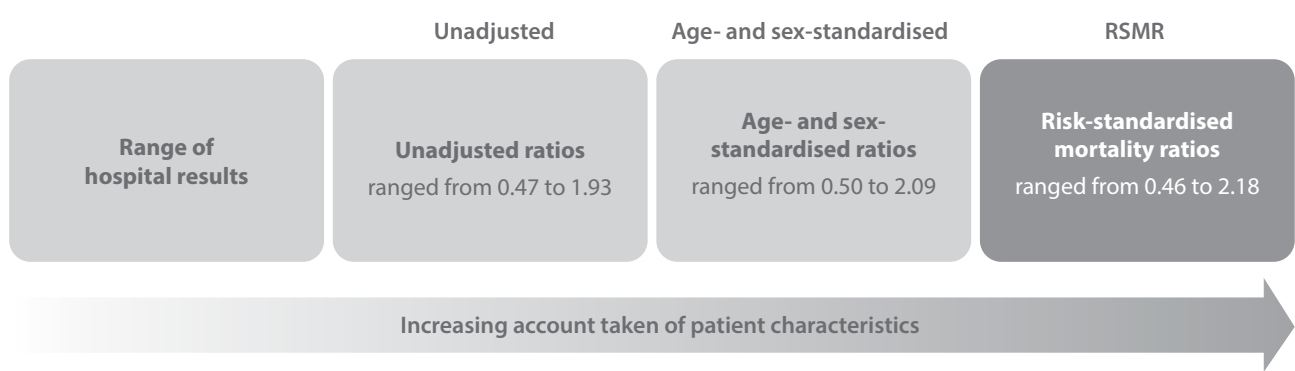 Unadjusted
Age- and sex-standardised
RSMR
Range of
hospital results
Unadjusted ratios
ranged from 0.47 to 1.93
Age- and sex-
standardised ratios
ranged from 0.50 to 2.09
Risk-standardised
mortality ratios
ranged from 0.46 to 2.18
Increasing account taken of patient characteristics